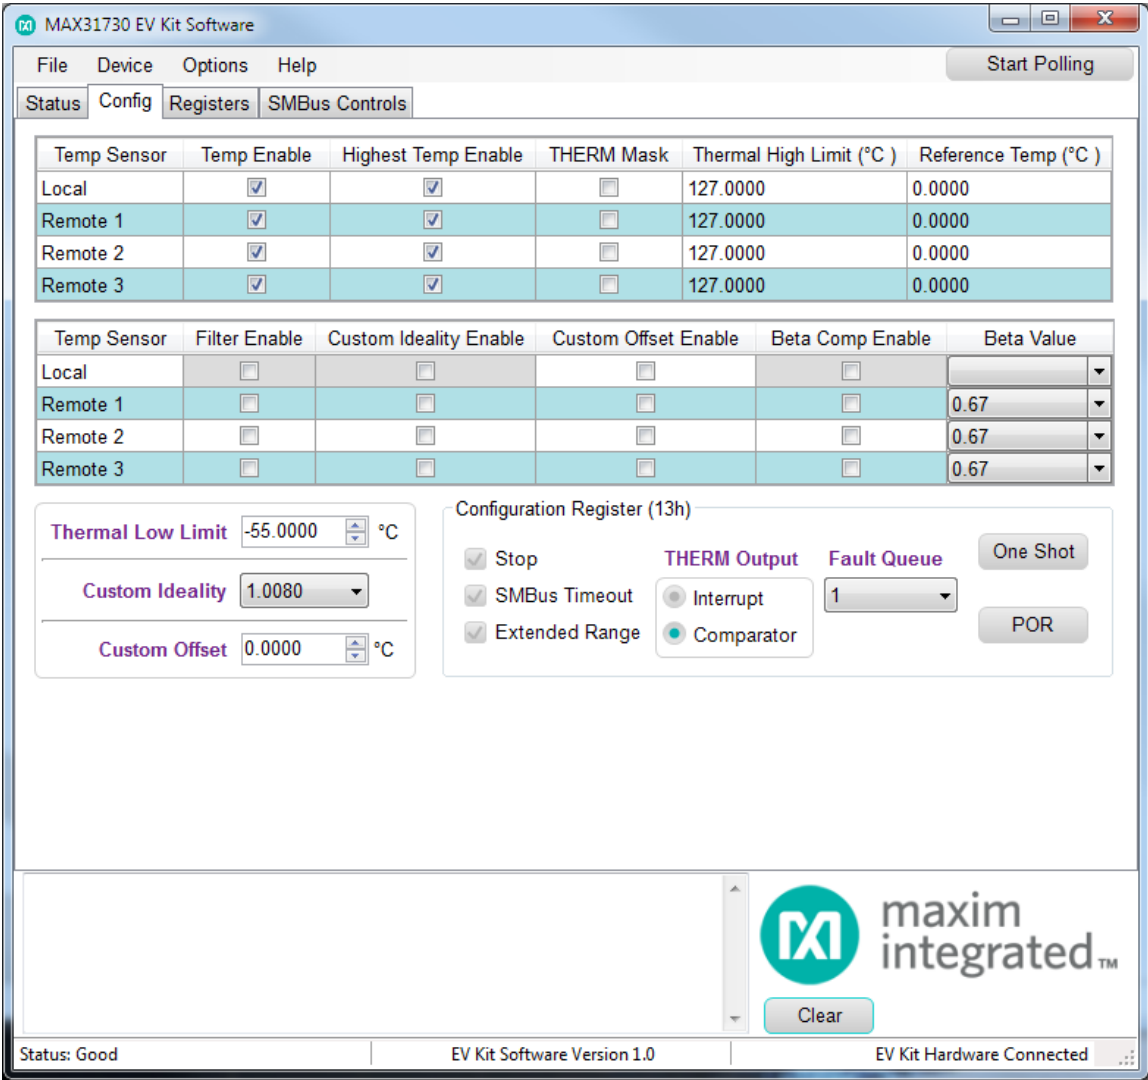 MAX31730 EV Kit Software
File Device Options Help Start Polling
Status Config Registers SMBus Controls
Temp Sensor Temp Enable Highest Temp Enable THERM Mask Thermal High Limit (°C ) Reference Temp (°C )
Local 127.0000 0.0000
Remote 1 127.0000 0.0000
Remote 2 127.0000 0.0000
Remote 3 127.0000 0.0000
Temp Sensor Filter Enable Custom Ideality Enable Custom Offset Enable Beta Comp Enable Beta Value
Local
Remote 1 0.67
Remote 2 0.67
Remote 3 0.67
Thermal Low Limit -55.0000 °C
Custom Ideality 1.0080
Custom Offset 0.0000 °C
Configuration Register (13h)
Stop THERM Output Fault Queue One Shot
SMBus Timeout Interrupt 1
Extended Range Comparator POR
maxim
integrated™
Clear
Status: Good EV Kit Software Version 1.0 EV Kit Hardware Connected